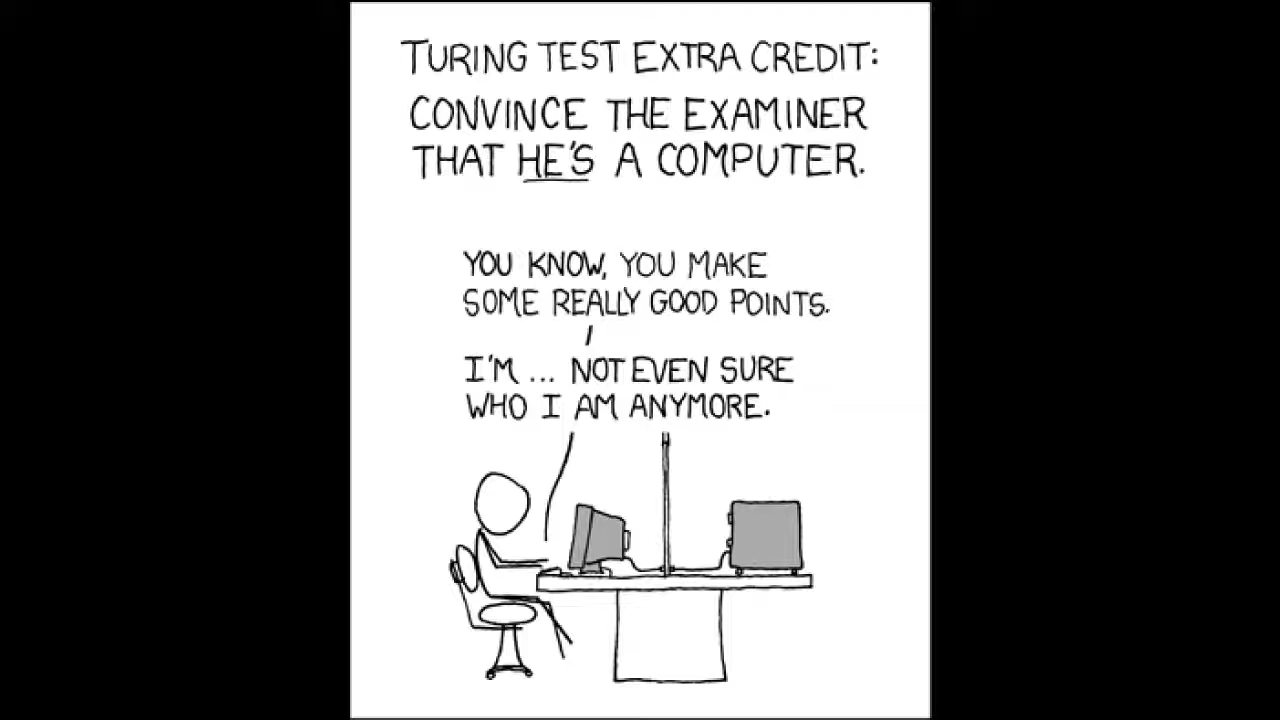 TURING TEST EXTRA CREDIT:
CONVINCE THE EXAMINER
THAT HE'S A COMPUTER.
YOU KNOW, YOU MAKE
SOME REALLY GOOD POINTS.
I'M ... NOT EVEN SURE
WHO I AM ANYMORE.